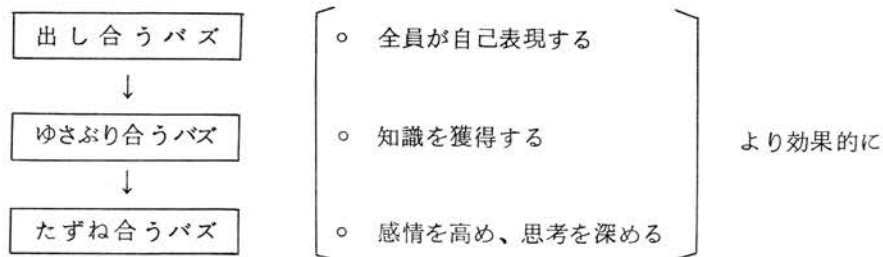 出し合うバズ
○ 全員が自己表現する
↓
ゆさぶり合うバズ
○ 知識を獲得する
より効果的に
↓
たずね合うバズ
○ 感情を高め、思考を深める